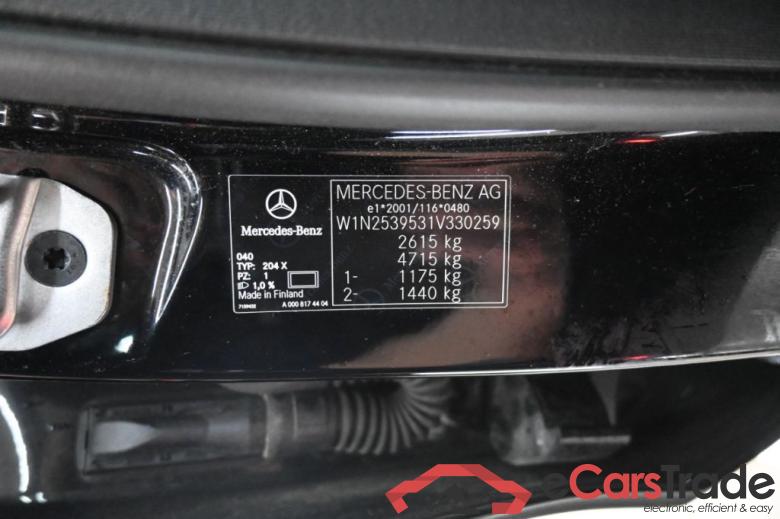 Mercedes-Benz
040
TYP: 204 X
PZ: 1
1,0 %
Made in Finland
A 000 817 44 04
MERCEDES-BENZ AG
e1*2001/116*0480
W1N2539531V330259
2615 kg
4715 kg
1- 1175 kg
2- 1440 kg
eCarsTrade
electronic, efficient & easy